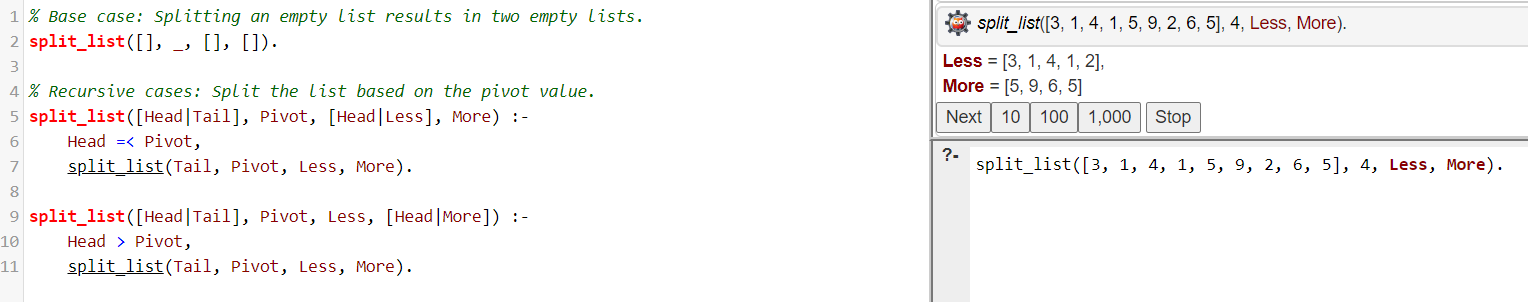 1 % Base case: Splitting an empty list results in two empty lists.
2 split_list([], _, [], []).
3
4 % Recursive cases: Split the list based on the pivot value.
5 split_list([Head|Tail], Pivot, [Head|Less], More) :-
6 Head =< Pivot,
7 split_list(Tail, Pivot, Less, More).
8
9 split_list([Head|Tail], Pivot, Less, [Head|More]) :-
10 Head > Pivot,
11 split_list(Tail, Pivot, Less, More).
split_list([3, 1, 4, 1, 5, 9, 2, 6, 5], 4, Less, More).
Less = [3, 1, 4, 1, 2],
More = [5, 9, 6, 5]
Next 10 100 1,000 Stop
?- split_list([3, 1, 4, 1, 5, 9, 2, 6, 5], 4, Less, More).